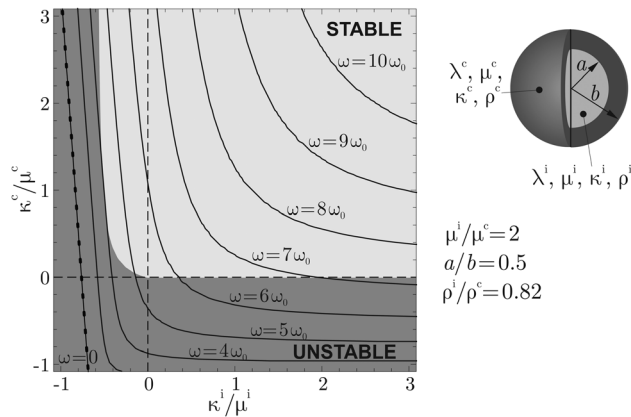 3
2
1
0
-1
κᶜ/μᶜ
STABLE
ω=10ω₀
ω=9ω₀
ω=8ω₀
ω=7ω₀
ω=6ω₀
ω=5ω₀
ω=4ω₀
ω=0
UNSTABLE
-1 0 1 2 3
κⁱ/μⁱ
λᶜ, μᶜ,
κᶜ, ρᶜ
a
b
λⁱ, μⁱ, κⁱ, ρⁱ
μⁱ/μᶜ=2
a/b=0.5
ρⁱ/ρᶜ=0.82